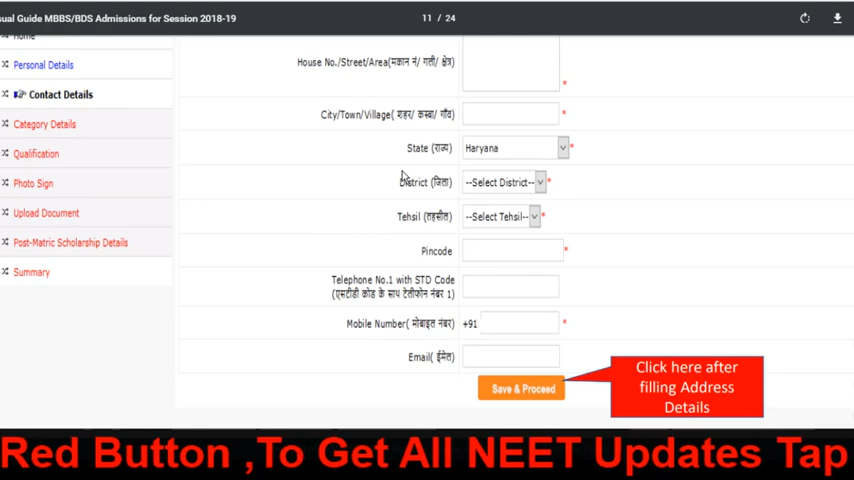 sual Guide MBBS/BDS Admissions for Session 2018-19
11 / 24
Home
Personal Details
Contact Details
Category Details
Qualification
Photo Sign
Upload Document
Post-Matric Scholarship Details
Summary
House No./Street/Area(मकान नं/ गली/ क्षेत्र)
*
City/Town/Village( शहर/ कस्बा/ गाँव)
*
State (राज्य)
Haryana
*
District (जिला)
--Select District--
*
Tehsil (तहसील)
--Select Tehsil--
*
Pincode
*
Telephone No.1 with STD Code
(एसटीडी कोड के साथ टेलीफोन नंबर 1)
Mobile Number( मोबाइल नंबर)
+91
*
Email( ईमेल)
Save & Proceed
Click here after
filling Address
Details
Red Button ,To Get All NEET Updates Tap